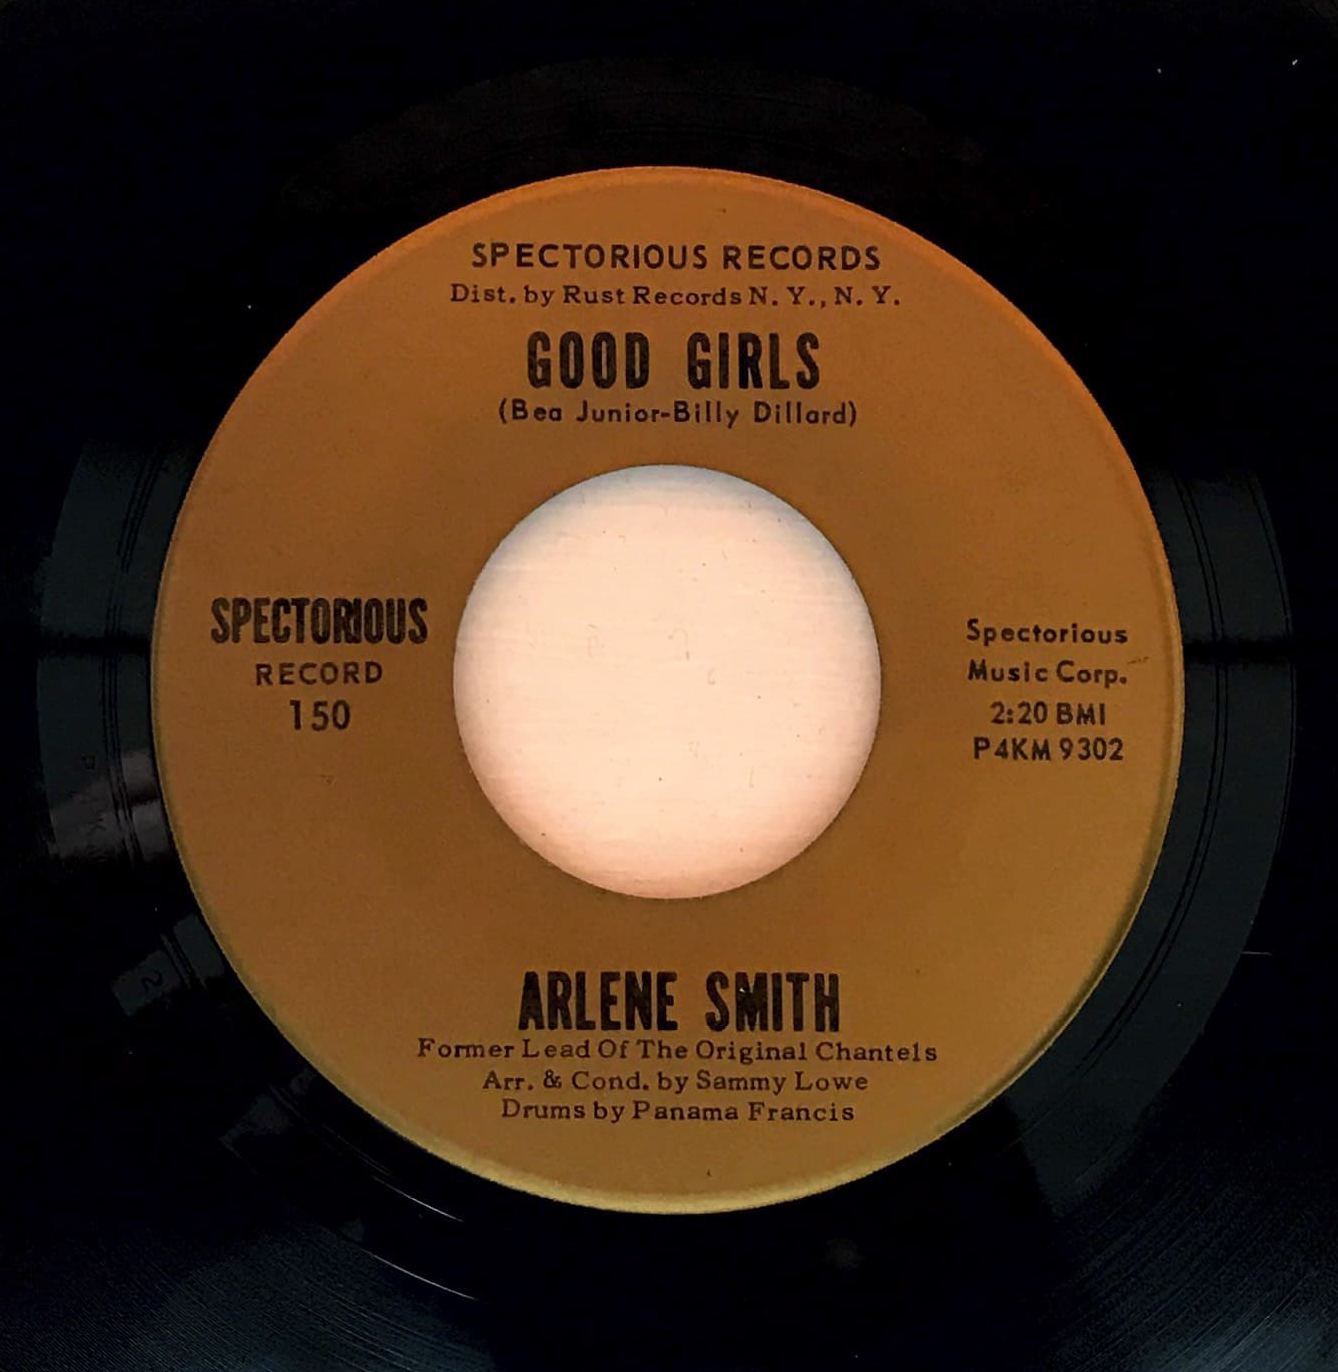 SPECTORIOUS RECORDS
Dist. by Rust Records N. Y., N. Y.
GOOD GIRLS
(Bea Junior-Billy Dillard)
SPECTORIOUS
RECORD
150
Spectorious
Music Corp.
2:20 BMI
P4KM 9302
ARLENE SMITH
Former Lead Of The Original Chantels
Arr. & Cond. by Sammy Lowe
Drums by Panama Francis